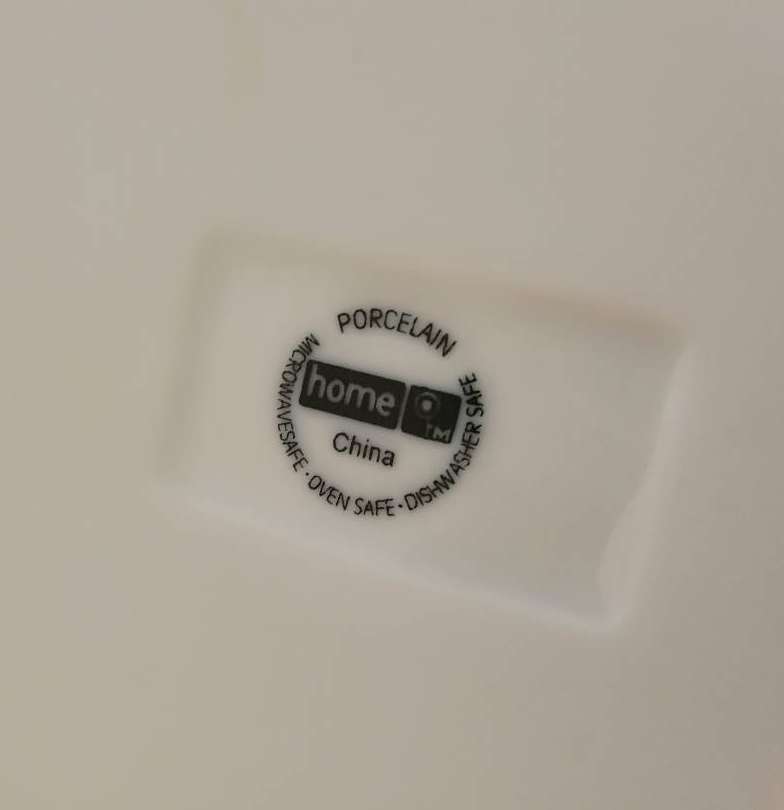 PORCELAIN
home
TM
China
MICROWAVESAFE · OVEN SAFE · DISHWASHER SAFE